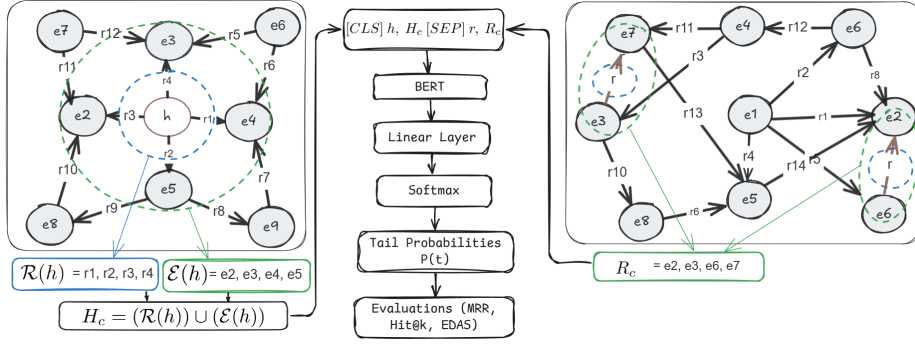 e7
r12
e3
r5
e6
r11
r4
r6
e2
r3
h
r1
e4
r2
r10
e5
r7
r9
r8
e8
e9
R(h) = r1, r2, r3, r4
ℰ(h) = e2, e3, e4, e5
H_c = (R(h)) ∪ (ℰ(h))
[CLS] h, H_c [SEP] r, R_c
BERT
Linear Layer
Softmax
Tail Probabilities
P(t)
Evaluations (MRR,
Hit@k, EDAS)
e7
r11
e4
r12
e6
r
r3
r2
r8
r
r13
e3
e1
r1
e2
r10
r4
r14
r5
r
e8
r6
e5
e6
R_c = e2, e3, e6, e7